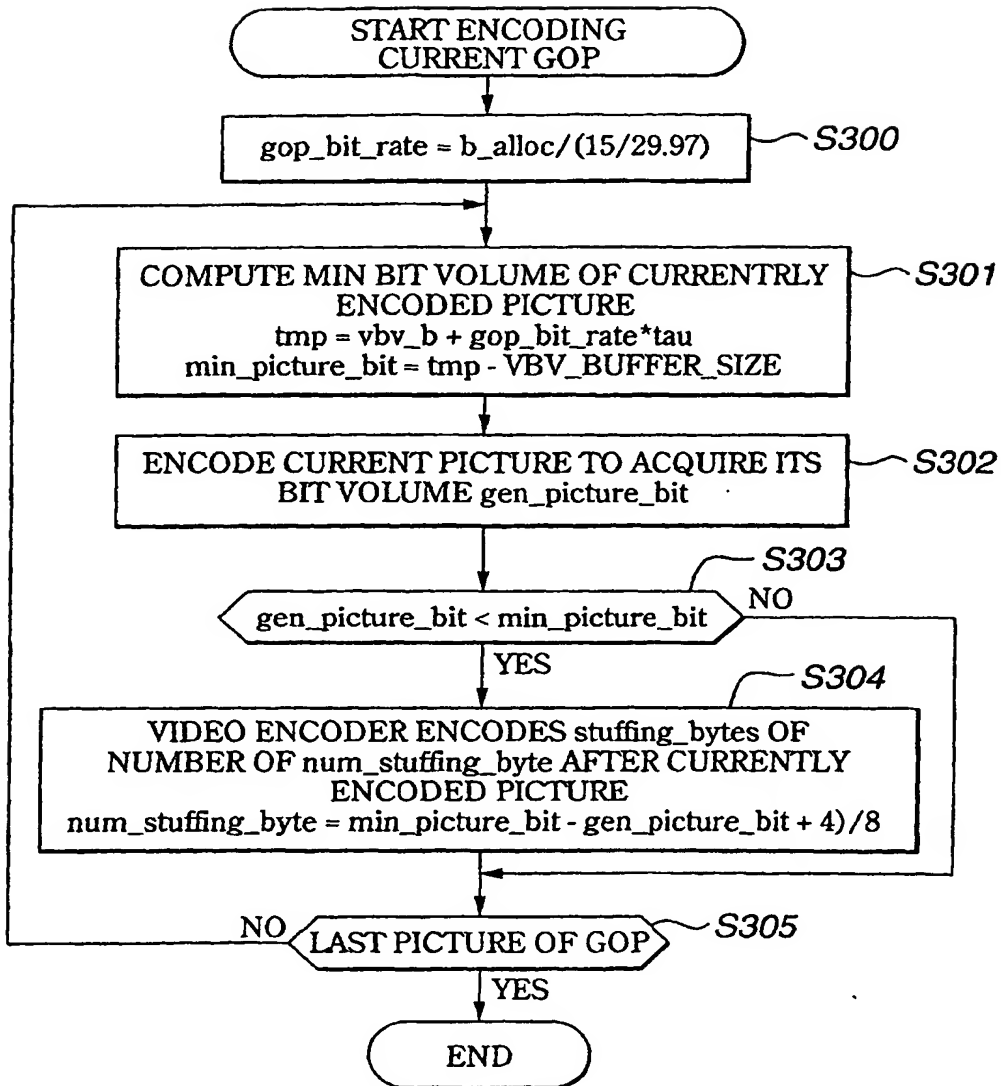 START ENCODING
CURRENT GOP
gop_bit_rate = b_alloc/(15/29.97)
S300
COMPUTE MIN BIT VOLUME OF CURRENTRLY
ENCODED PICTURE
tmp = vbv_b + gop_bit_rate*tau
min_picture_bit = tmp - VBV_BUFFER_SIZE
S301
ENCODE CURRENT PICTURE TO ACQUIRE ITS
BIT VOLUME gen_picture_bit
S302
S303
gen_picture_bit < min_picture_bit
NO
YES
S304
VIDEO ENCODER ENCODES stuffing_bytes OF
NUMBER OF num_stuffing_byte AFTER CURRENTLY
ENCODED PICTURE
num_stuffing_byte = min_picture_bit - gen_picture_bit + 4)/8
NO
LAST PICTURE OF GOP
S305
YES
END